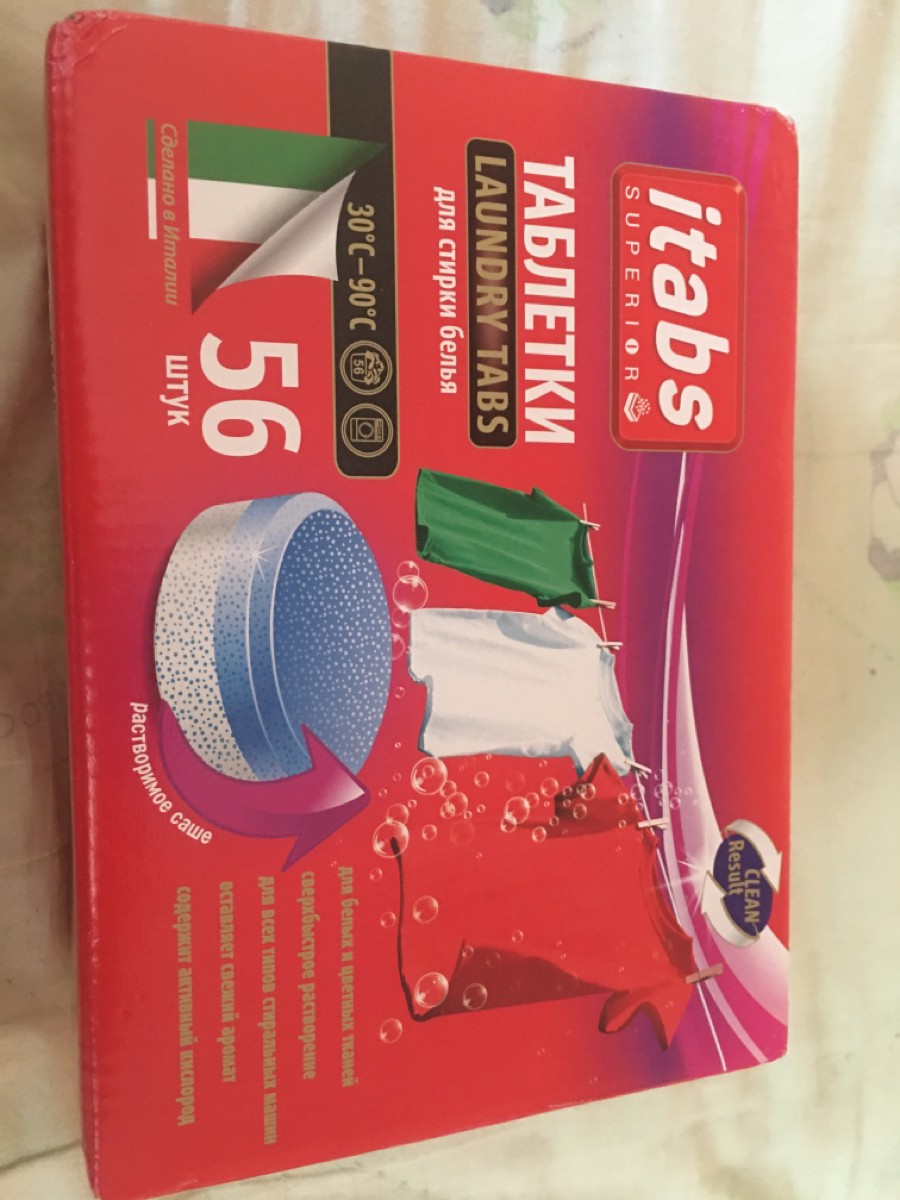 itabs
SUPERIOR
CLEAN
Result
ТАБЛЕТКИ
LAUNDRY TABS
для стирки белья
30°C–90°C
56
56
штук
Сделано в Италии
растворимое саше
для белых и цветных тканей
сверхбыстрое растворение
для всех типов стиральных машин
оставляет свежий аромат
содержит активный кислород